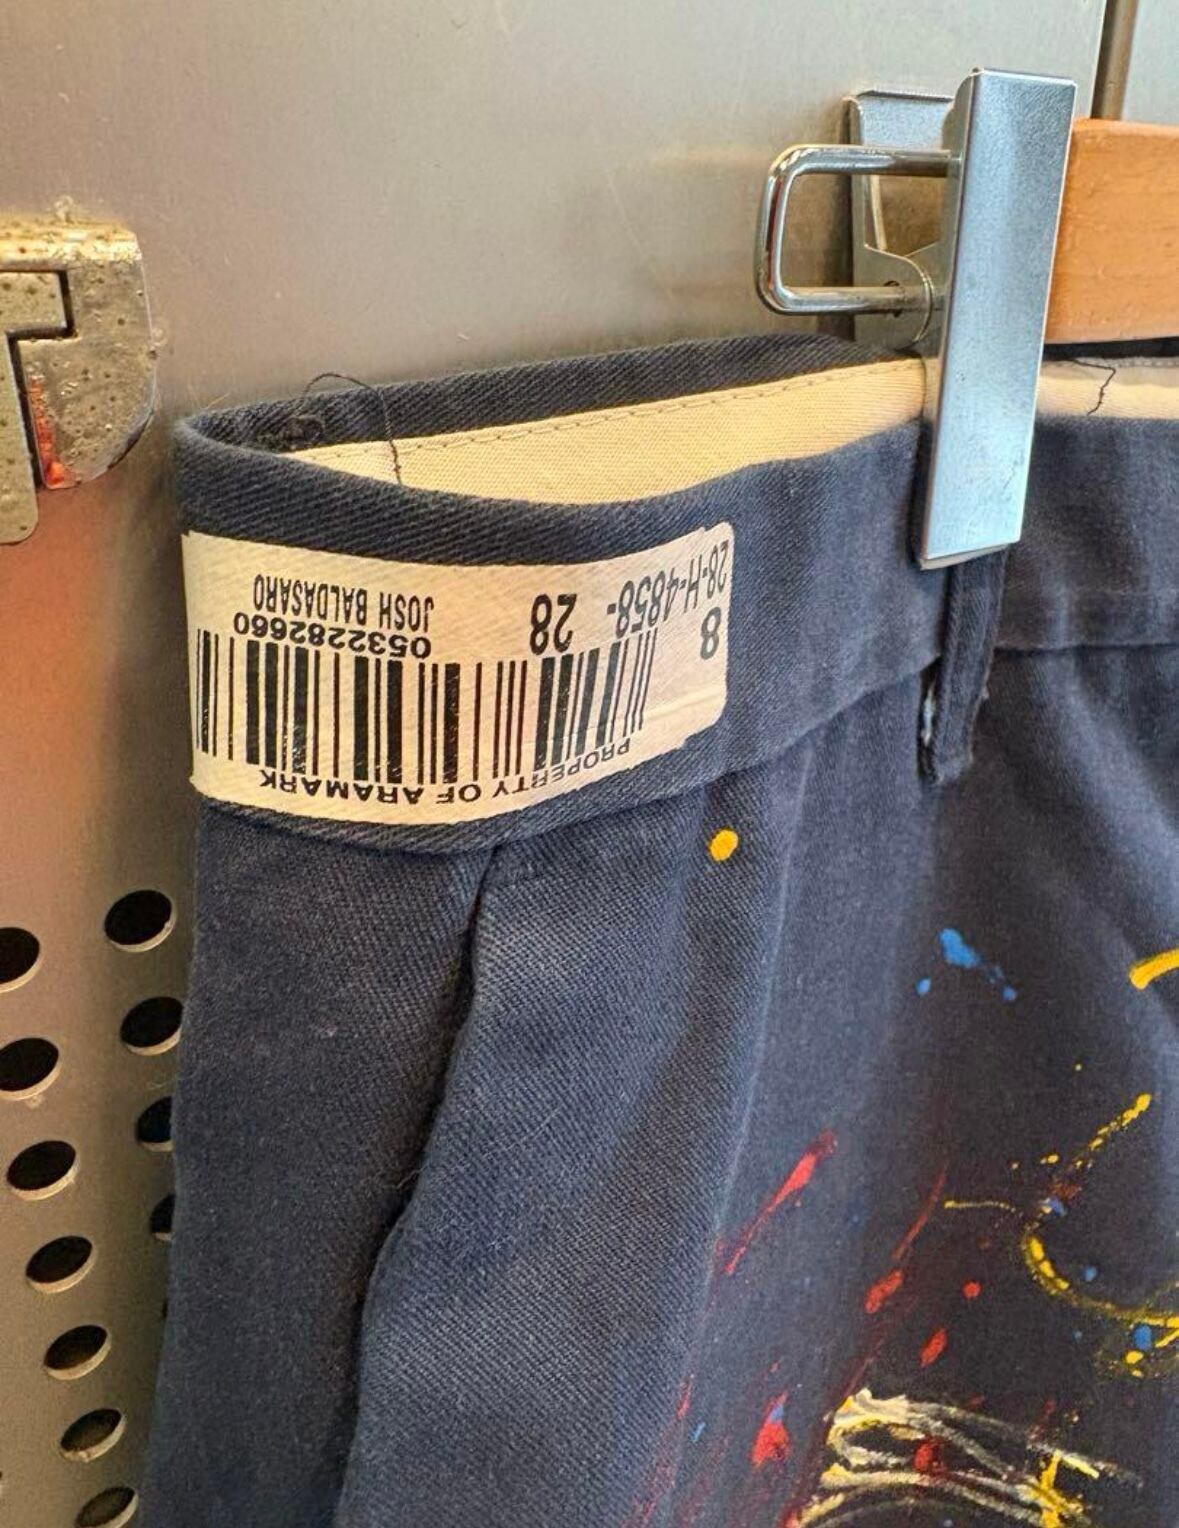 PROPERTY OF ARAMARK
0532282660
JOSH BALDASARO
28
8
28-H-4858-